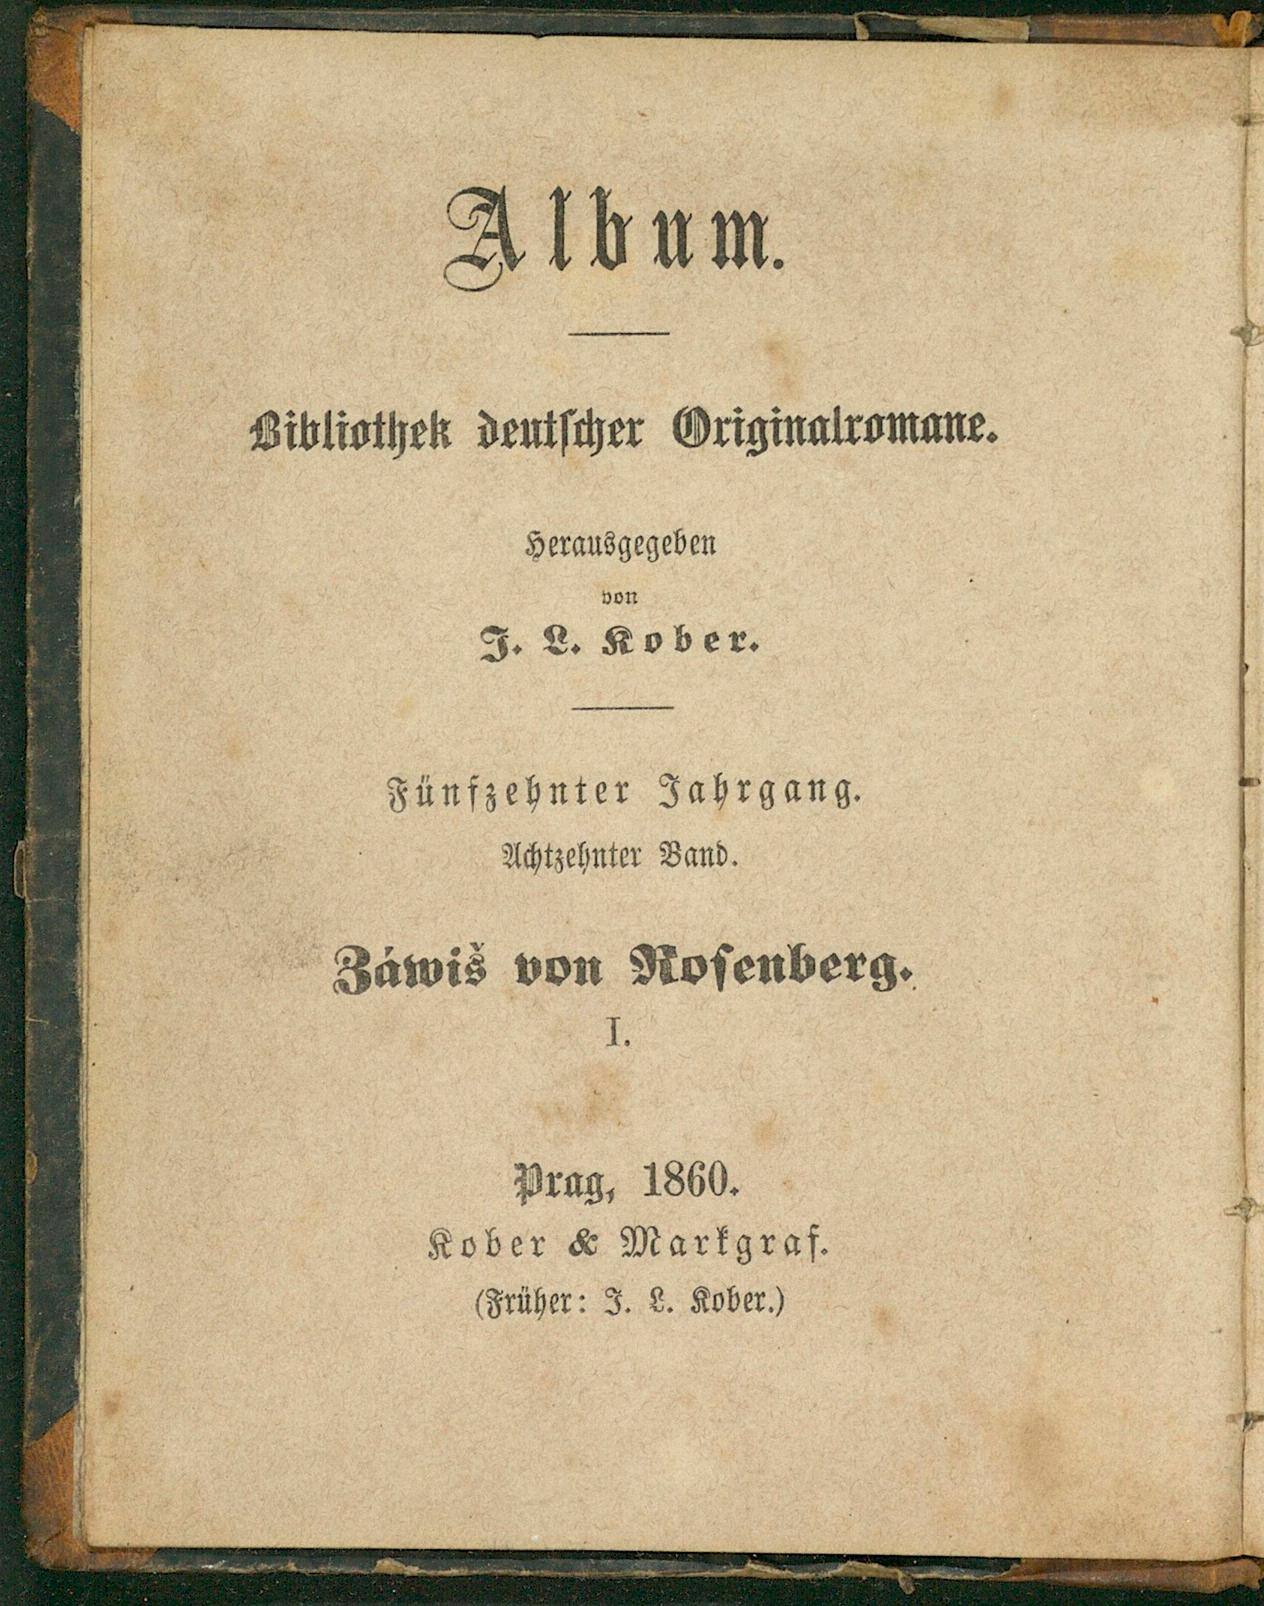 Album.
Bibliothek deutscher Originalromane.
Herausgegeben
von
J. L. Kober.
Fünfzehnter Jahrgang.
Achtzehnter Band.
Záwiš von Roſenberg.
I.
Prag, 1860.
Kober & Markgraf.
(Früher: J. L. Kober.)